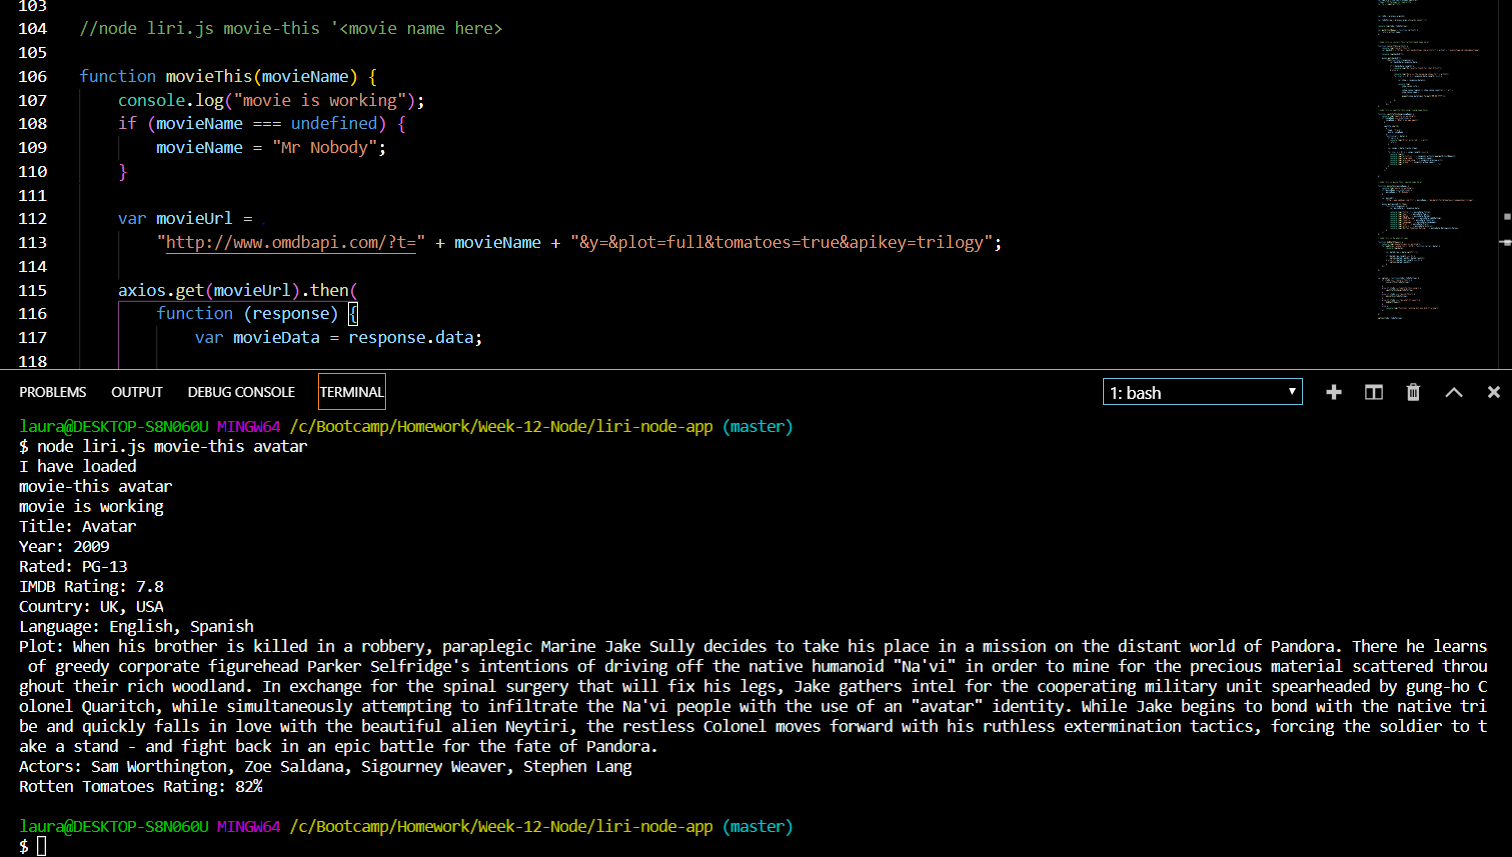 103
104 //node liri.js movie-this '<movie name here>
105
106 function movieThis(movieName) {
107 console.log("movie is working");
108 if (movieName === undefined) {
109 movieName = "Mr Nobody";
110 }
111
112 var movieUrl =
113 "http://www.omdbapi.com/?t=" + movieName + "&y=&plot=full&tomatoes=true&apikey=trilogy";
114
115 axios.get(movieUrl).then(
116 function (response) {
117 var movieData = response.data;
118
PROBLEMS OUTPUT DEBUG CONSOLE TERMINAL 1: bash
laura@DESKTOP-S8N060U MINGW64 /c/Bootcamp/Homework/Week-12-Node/liri-node-app (master)
$ node liri.js movie-this avatar
I have loaded
movie-this avatar
movie is working
Title: Avatar
Year: 2009
Rated: PG-13
IMDB Rating: 7.8
Country: UK, USA
Language: English, Spanish
Plot: When his brother is killed in a robbery, paraplegic Marine Jake Sully decides to take his place in a mission on the distant world of Pandora. There he learns
of greedy corporate figurehead Parker Selfridge's intentions of driving off the native humanoid "Na'vi" in order to mine for the precious material scattered throu
ghout their rich woodland. In exchange for the spinal surgery that will fix his legs, Jake gathers intel for the cooperating military unit spearheaded by gung-ho C
olonel Quaritch, while simultaneously attempting to infiltrate the Na'vi people with the use of an "avatar" identity. While Jake begins to bond with the native tri
be and quickly falls in love with the beautiful alien Neytiri, the restless Colonel moves forward with his ruthless extermination tactics, forcing the soldier to t
ake a stand - and fight back in an epic battle for the fate of Pandora.
Actors: Sam Worthington, Zoe Saldana, Sigourney Weaver, Stephen Lang
Rotten Tomatoes Rating: 82%
laura@DESKTOP-S8N060U MINGW64 /c/Bootcamp/Homework/Week-12-Node/liri-node-app (master)
$